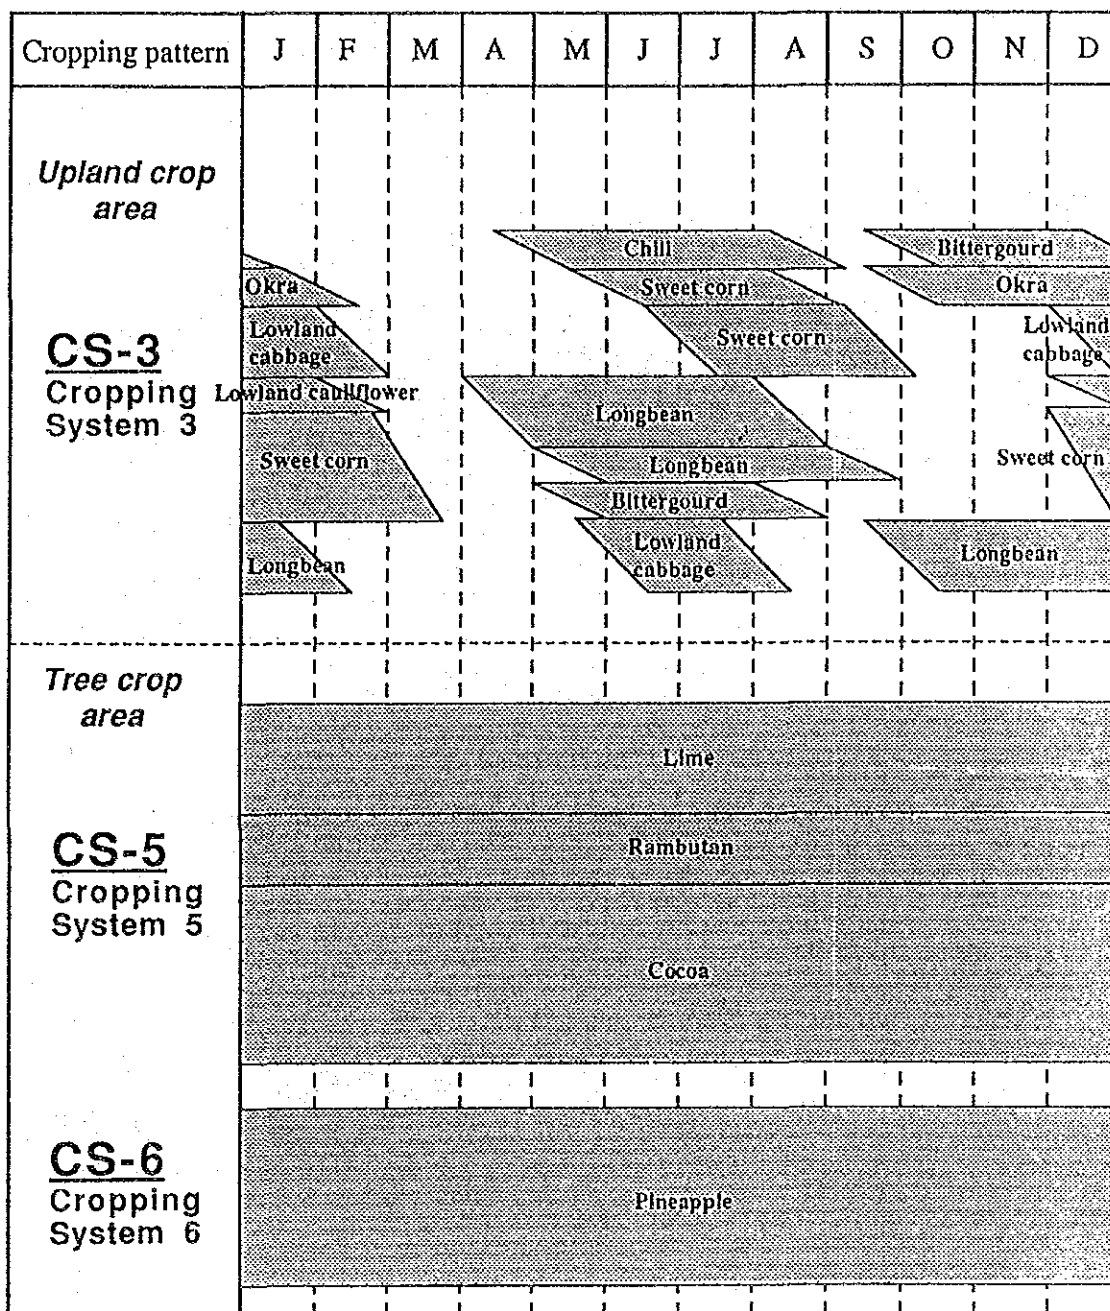 Cropping pattern J F M A M J J A S O N D
Upland crop
area
Chili Bittergourd
Okra Sweet corn Okra
CS-3
Cropping
System 3
Lowland
cabbage
Sweet corn
Lowland
cabbage
Lowland cauliflower
Longbean
Sweet corn Longbean Sweet corn
Bittergourd
Longbean
Lowland
cabbage
Longbean
Tree crop
area
Lime
CS-5
Cropping
System 5
Rambutan
Cocoa
CS-6
Cropping
System 6
Pineapple